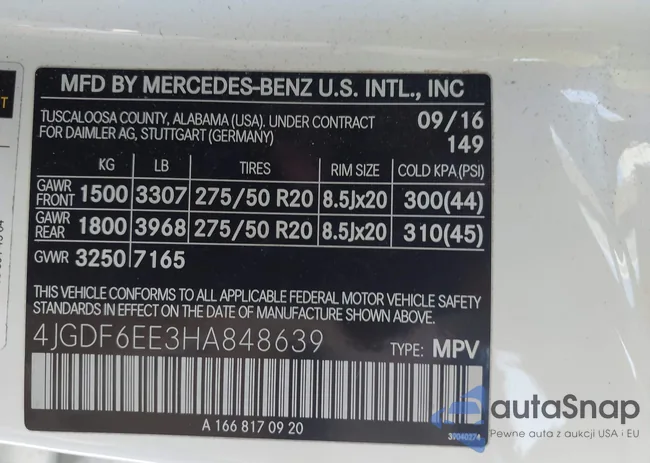 MFD BY MERCEDES-BENZ U.S. INTL., INC
TUSCALOOSA COUNTY, ALABAMA (USA). UNDER CONTRACT 09/16
FOR DAIMLER AG, STUTTGART (GERMANY) 149
KG LB TIRES RIM SIZE COLD KPA (PSI)
GAWR FRONT 1500 3307 275/50 R20 8.5Jx20 300(44)
GAWR REAR 1800 3968 275/50 R20 8.5Jx20 310(45)
GVWR 3250 7165
THIS VEHICLE CONFORMS TO ALL APPLICABLE FEDERAL MOTOR VEHICLE SAFETY
STANDARDS IN EFFECT ON THE DATE OF MANUFACTURE SHOWN ABOVE.
4JGDF6EE3HA848639 TYPE: MPV
A 166 817 09 20
39040274
autaSnap
Pewne auta z aukcji USA i EU